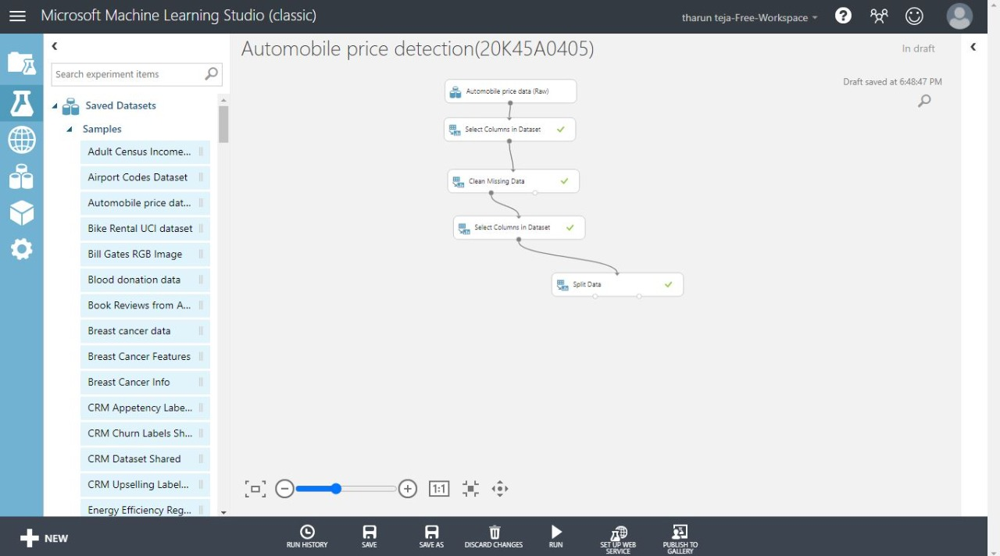 Microsoft Machine Learning Studio (classic)
tharun teja-Free-Workspace
Automobile price detection(20K45A0405)
In draft
Draft saved at 6:48:47 PM
Search experiment items
Saved Datasets
Samples
Adult Census Income...
Airport Codes Dataset
Automobile price dat...
Bike Rental UCI dataset
Bill Gates RGB Image
Blood donation data
Book Reviews from A...
Breast cancer data
Breast Cancer Features
Breast Cancer Info
CRM Appetency Labe...
CRM Churn Labels Sh...
CRM Dataset Shared
CRM Upselling Label...
Energy Efficiency Reg...
Automobile price data (Raw)
Select Columns in Dataset
Clean Missing Data
Select Columns in Dataset
Split Data
1:1
NEW
RUN HISTORY
SAVE
SAVE AS
DISCARD CHANGES
RUN
SET UP WEB
SERVICE
PUBLISH TO
GALLERY